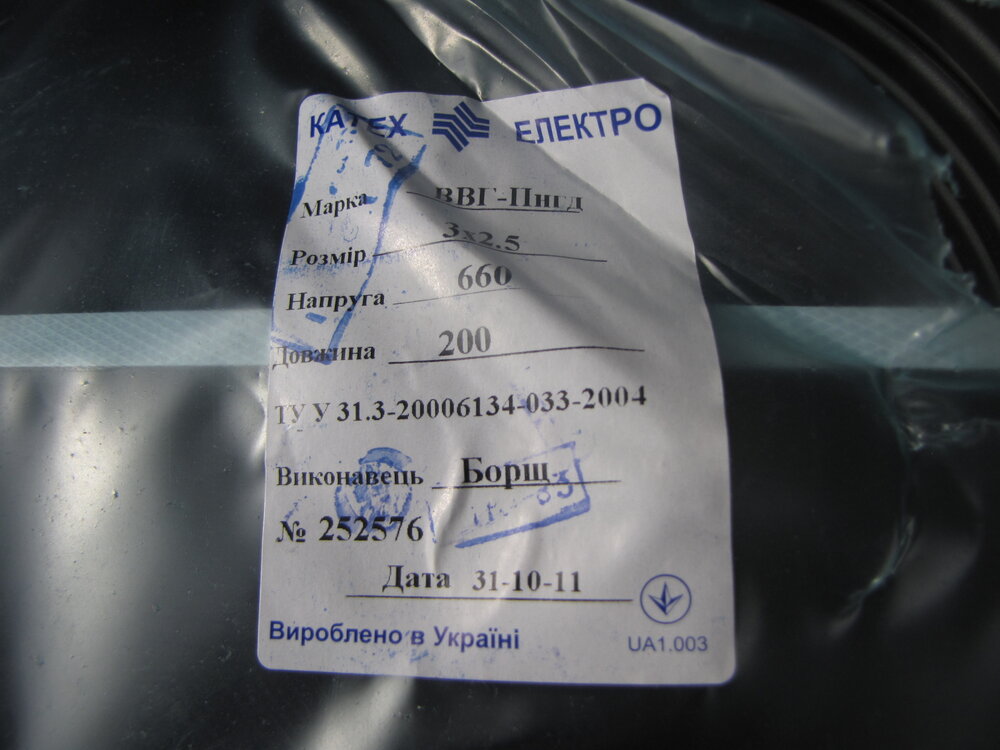 КАТЕХ ЕЛЕКТРО
Марка ВВГ-Пнгд
Розмір 3х2.5
Напруга 660
Довжина 200
ТУ У 31.3-20006134-033-2004
Виконавець Борщ
№ 252576
Дата 31-10-11
Вироблено в Україні
UA1.003